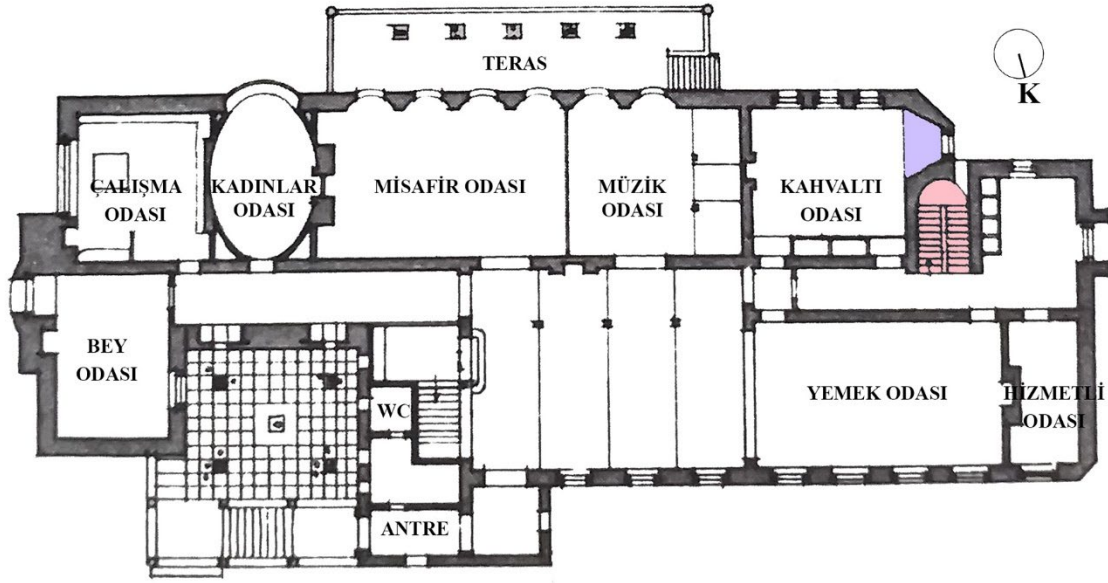 TERAS
K
ÇALIŞMA
ODASI
KADINLAR
ODASI
MİSAFİR ODASI
MÜZİK
ODASI
KAHVALTI
ODASI
BEY
ODASI
WC
YEMEK ODASI
HİZMETLİ
ODASI
ANTRE